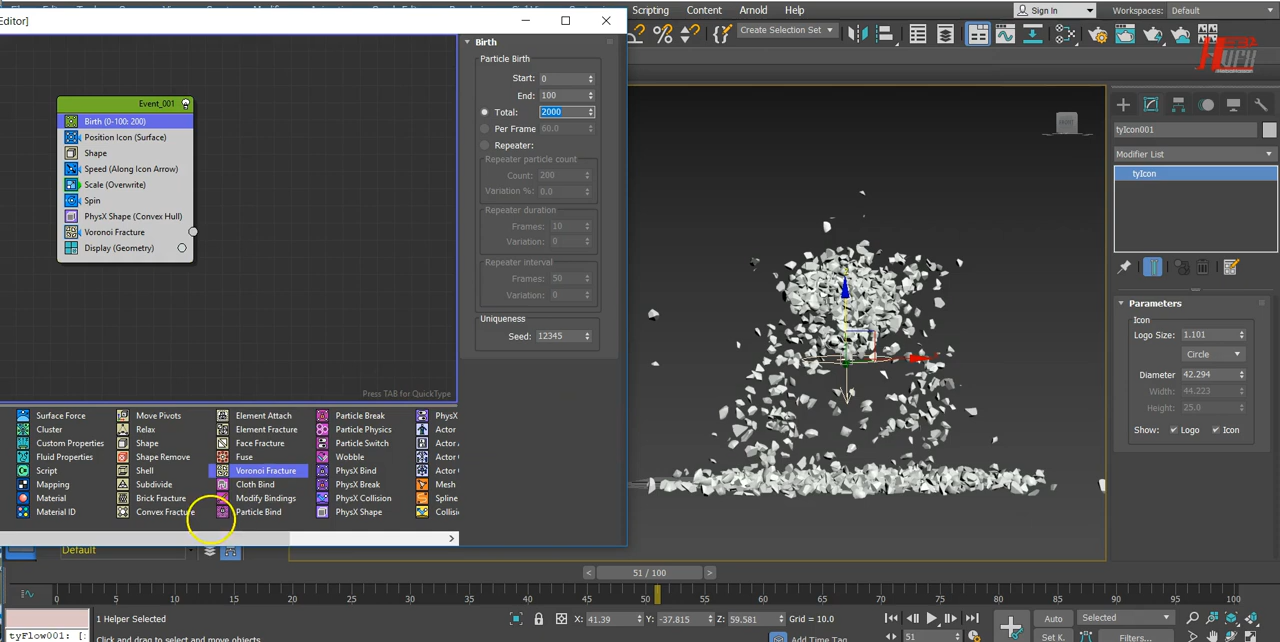 Scripting Content Arnold Help Sign In Workspaces: Default
Editor]
Create Selection Set
Birth
Particle Birth
Start: 0
End: 100
Total: 2000
Per Frame 60.0
Repeater:
Repeater particle count
Count: 200
Variation %: 0,0
Repeater duration
Frames: 10
Variation: 0
Repeater interval
Frames: 50
Variation: 0
Uniqueness
Seed: 12345
Event_001
Birth (0-100; 200)
Position Icon (Surface)
Shape
Speed (Along Icon Arrow)
Scale (Overwrite)
Spin
PhysX Shape (Convex Hull)
Voronoi Fracture
Display (Geometry)
Press TAB for QuickType
Surface Force Move Pivots Element Attach Particle Break PhysX
Cluster Relax Element Fracture Particle Physics Actor
Custom Properties Shape Face Fracture Particle Switch Actor
Fluid Properties Shape Remove Fuse Wobble Actor
Script Shell Voronoi Fracture PhysX Bind Actor
Mapping Subdivide Cloth Bind PhysX Break Mesh
Material Brick Fracture Modify Bindings PhysX Collision Spline
Material ID Convex Fracture Particle Bind PhysX Shape Collisi
tyIcon001
Modifier List
tyIcon
Parameters
Icon
Logo Size: 1.101
Circle
Diameter 42.294
Width: 44.223
Height: 25.0
Show: Logo Icon
FRONT
Default
51 / 100
0 5 10 15 20 25 30 35 40 45 50 55 60 65 70 75 80 85 90 95 100
1 Helper Selected X: 41.39 Y: -37.815 Z: 59.581 Grid = 10.0 Auto Selected
tyFlow001: [: Click and drag to select and move objects Add Time Tag 51 Set K. Filters...